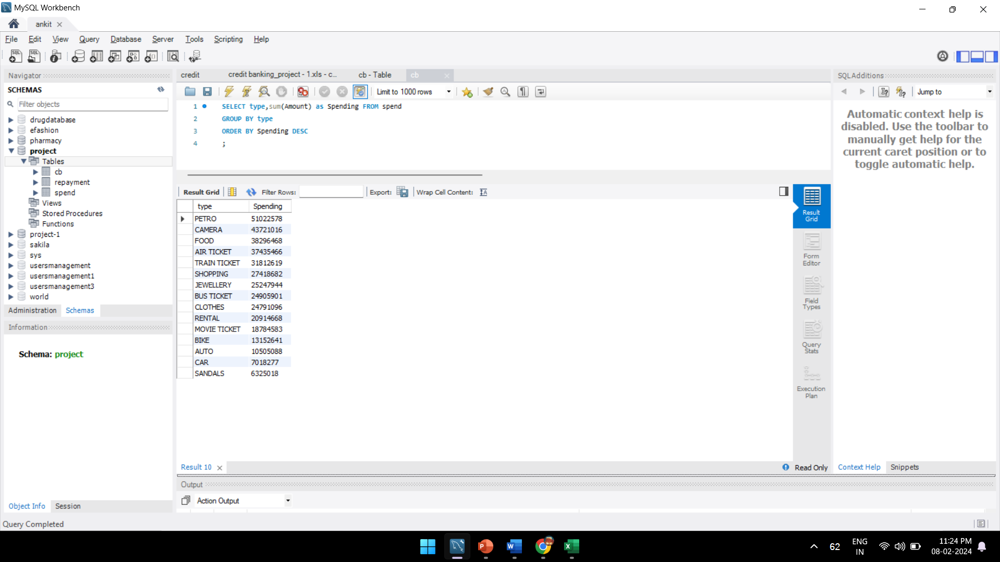 MySQL Workbench
ankit
File Edit View Query Database Server Tools Scripting Help
Navigator
SCHEMAS
Filter objects
drugdatabase
efashion
pharmacy
project
Tables
cb
repayment
spend
Views
Stored Procedures
Functions
project-1
sakila
sys
usersmanagement
usersmanagement1
usersmanagement3
world
Administration Schemas
Information
Schema: project
Object Info Session
Query Completed
credit credit banking_project - 1.xls - c... cb - Table cb
Limit to 1000 rows
1 SELECT type,sum(Amount) as Spending FROM spend
2 GROUP BY type
3 ORDER BY Spending DESC
4 ;
Result Grid Filter Rows: Export: Wrap Cell Content:
type Spending
PETRO 51022578
CAMERA 43721016
FOOD 38296468
AIR TICKET 37435466
TRAIN TICKET 31812619
SHOPPING 27418682
JEWELLERY 25247944
BUS TICKET 24905901
CLOTHES 24791096
RENTAL 20914668
MOVIE TICKET 18784583
BIKE 13152641
AUTO 10505088
CAR 7018277
SANDALS 6325018
Result
Grid
Form
Editor
Field
Types
Query
Stats
Execution
Plan
Result 10 Read Only
Output
Action Output
SQLAdditions
Jump to
Automatic context help is
disabled. Use the toolbar to
manually get help for the
current caret position or to
toggle automatic help.
Context Help Snippets
62
ENG
IN
11:24 PM
08-02-2024